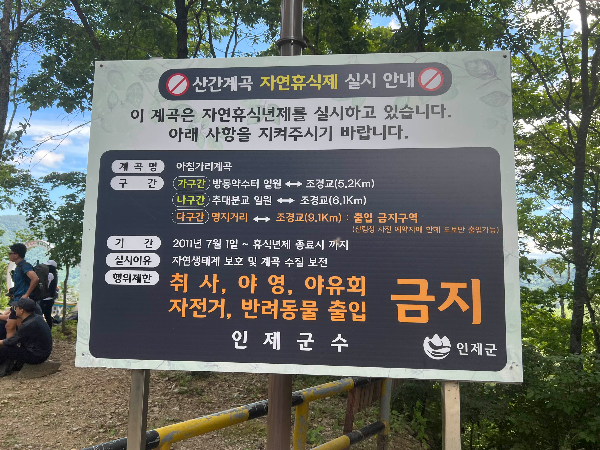 산간계곡 자연휴식제 실시 안내
이 계곡은 자연휴식년제를 실시하고 있습니다.
아래 사항을 지켜주시기 바랍니다.
계 곡 명 아침가리계곡
구 간 가구간 방동약수터 일원 ↔ 조경교(5.2Km)
나구간 추대분교 일원 ↔ 조경교(6.1Km)
다구간 명지거리 ↔ 조경교(9.1Km) : 출입 금지구역
기 간 2011년 7월 1일 ~ 휴식년제 종료시 까지
실시이유 자연생태계 보호 및 계곡 수질 보전
행위제한 취 사, 야 영, 야유회
자전거, 반려동물 출입 금지
인 제 군 수
인제군